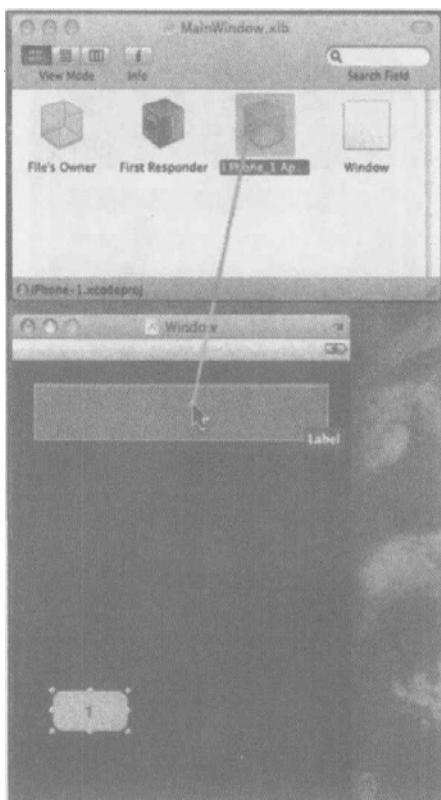 MainWindow.xib
View Mode
Info
Search Field
File's Owner
First Responder
iPhone_1 Ap...
Window
iPhone-1.xcodeproj
Window
Label
1